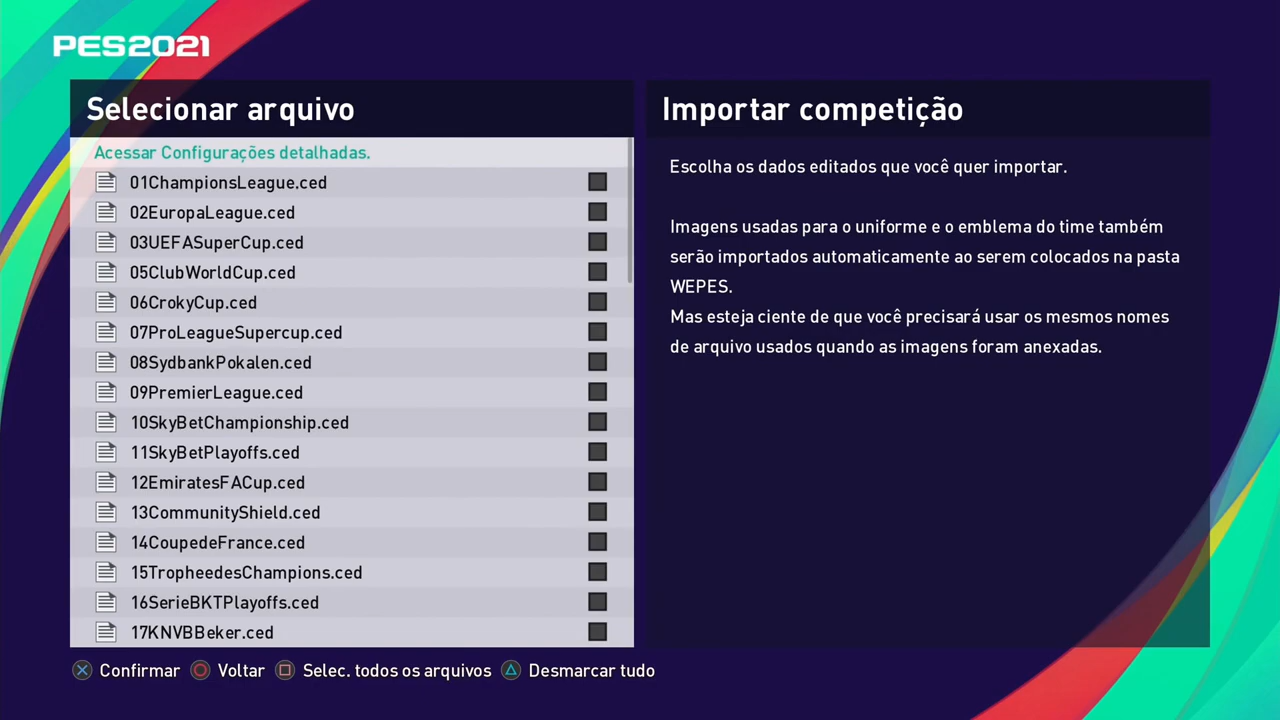 PES2021
Selecionar arquivo
Acessar Configurações detalhadas.
01ChampionsLeague.ced
02EuropaLeague.ced
03UEFASuperCup.ced
05ClubWorldCup.ced
06CrokyCup.ced
07ProLeagueSupercup.ced
08SydbankPokalen.ced
09PremierLeague.ced
10SkyBetChampionship.ced
11SkyBetPlayoffs.ced
12EmiratesFACup.ced
13CommunityShield.ced
14CoupedeFrance.ced
15TropheedesChampions.ced
16SerieBKTPlayoffs.ced
17KNVBBeker.ced
Importar competição
Escolha os dados editados que você quer importar.
Imagens usadas para o uniforme e o emblema do time também
serão importados automaticamente ao serem colocados na pasta
WEPES.
Mas esteja ciente de que você precisará usar os mesmos nomes
de arquivo usados quando as imagens foram anexadas.
Confirmar Voltar Selec. todos os arquivos Desmarcar tudo